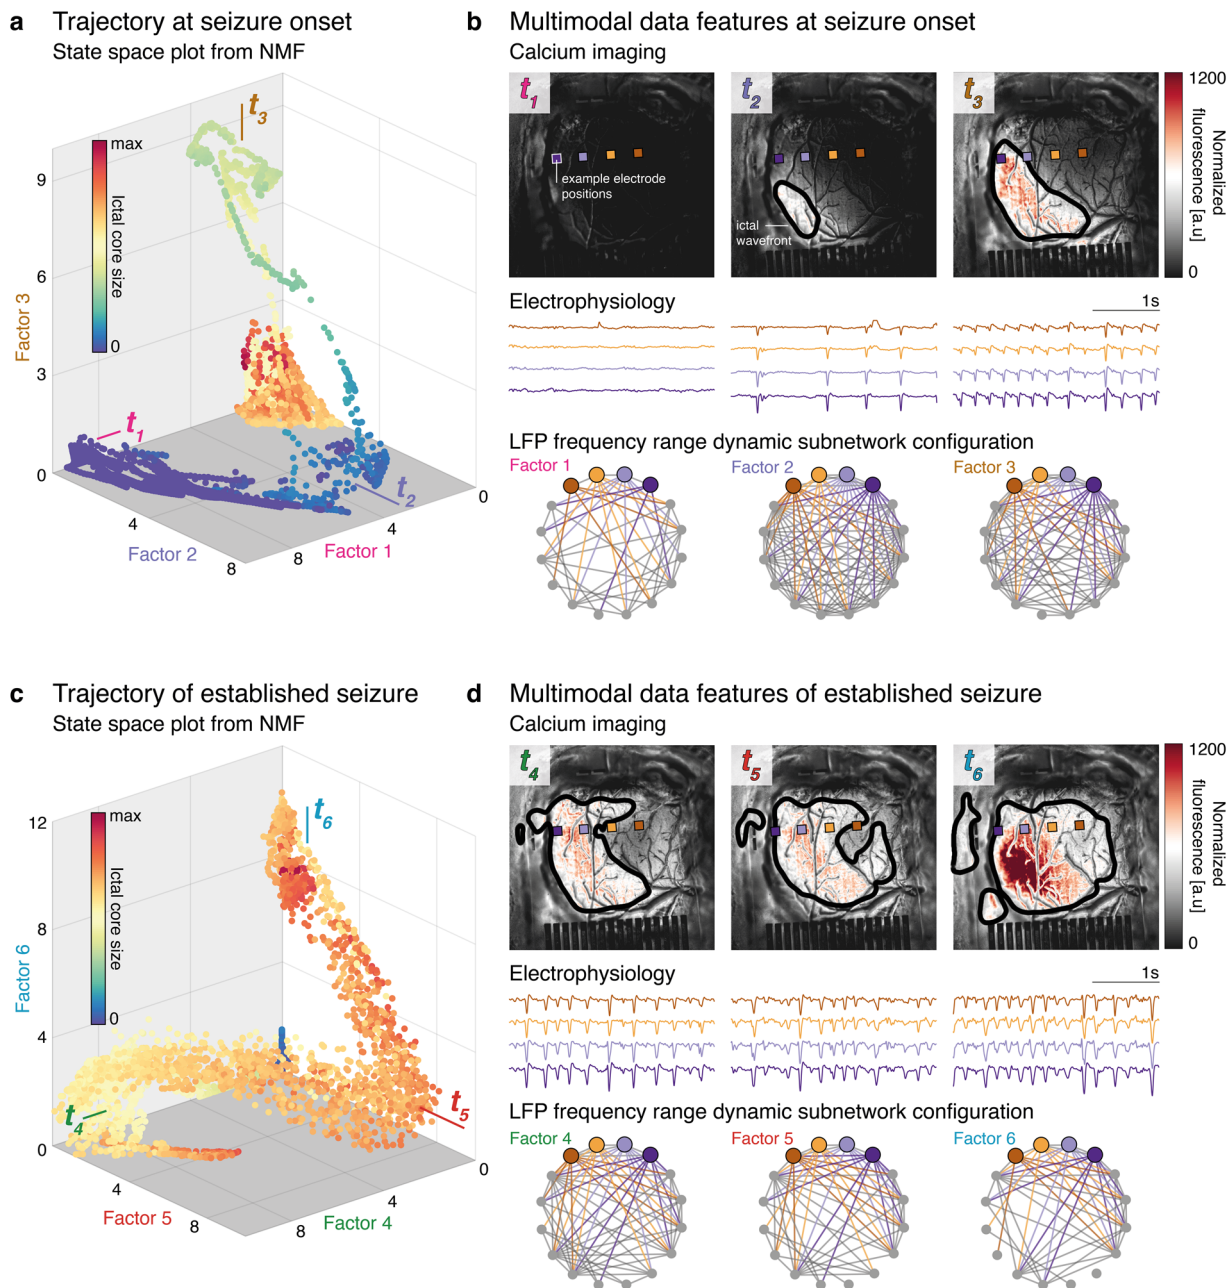 a Trajectory at seizure onset
State space plot from NMF
t3
max
Ictal core size
0
9
6
3
0
Factor 3
t1
t2
4
8
Factor 2
8
4
0
Factor 1
b Multimodal data features at seizure onset
Calcium imaging
t1
t2
t3
example electrode
positions
ictal
wavefront
1200
Normalized
fluorescence [a.u]
0
Electrophysiology
1s
LFP frequency range dynamic subnetwork configuration
Factor 1
Factor 2
Factor 3
c Trajectory of established seizure
State space plot from NMF
t6
max
Ictal core size
0
12
8
4
0
Factor 6
t4
t5
4
8
Factor 5
8
4
0
Factor 4
d Multimodal data features of established seizure
Calcium imaging
t4
t5
t6
1200
Normalized
fluorescence [a.u]
0
Electrophysiology
1s
LFP frequency range dynamic subnetwork configuration
Factor 4
Factor 5
Factor 6